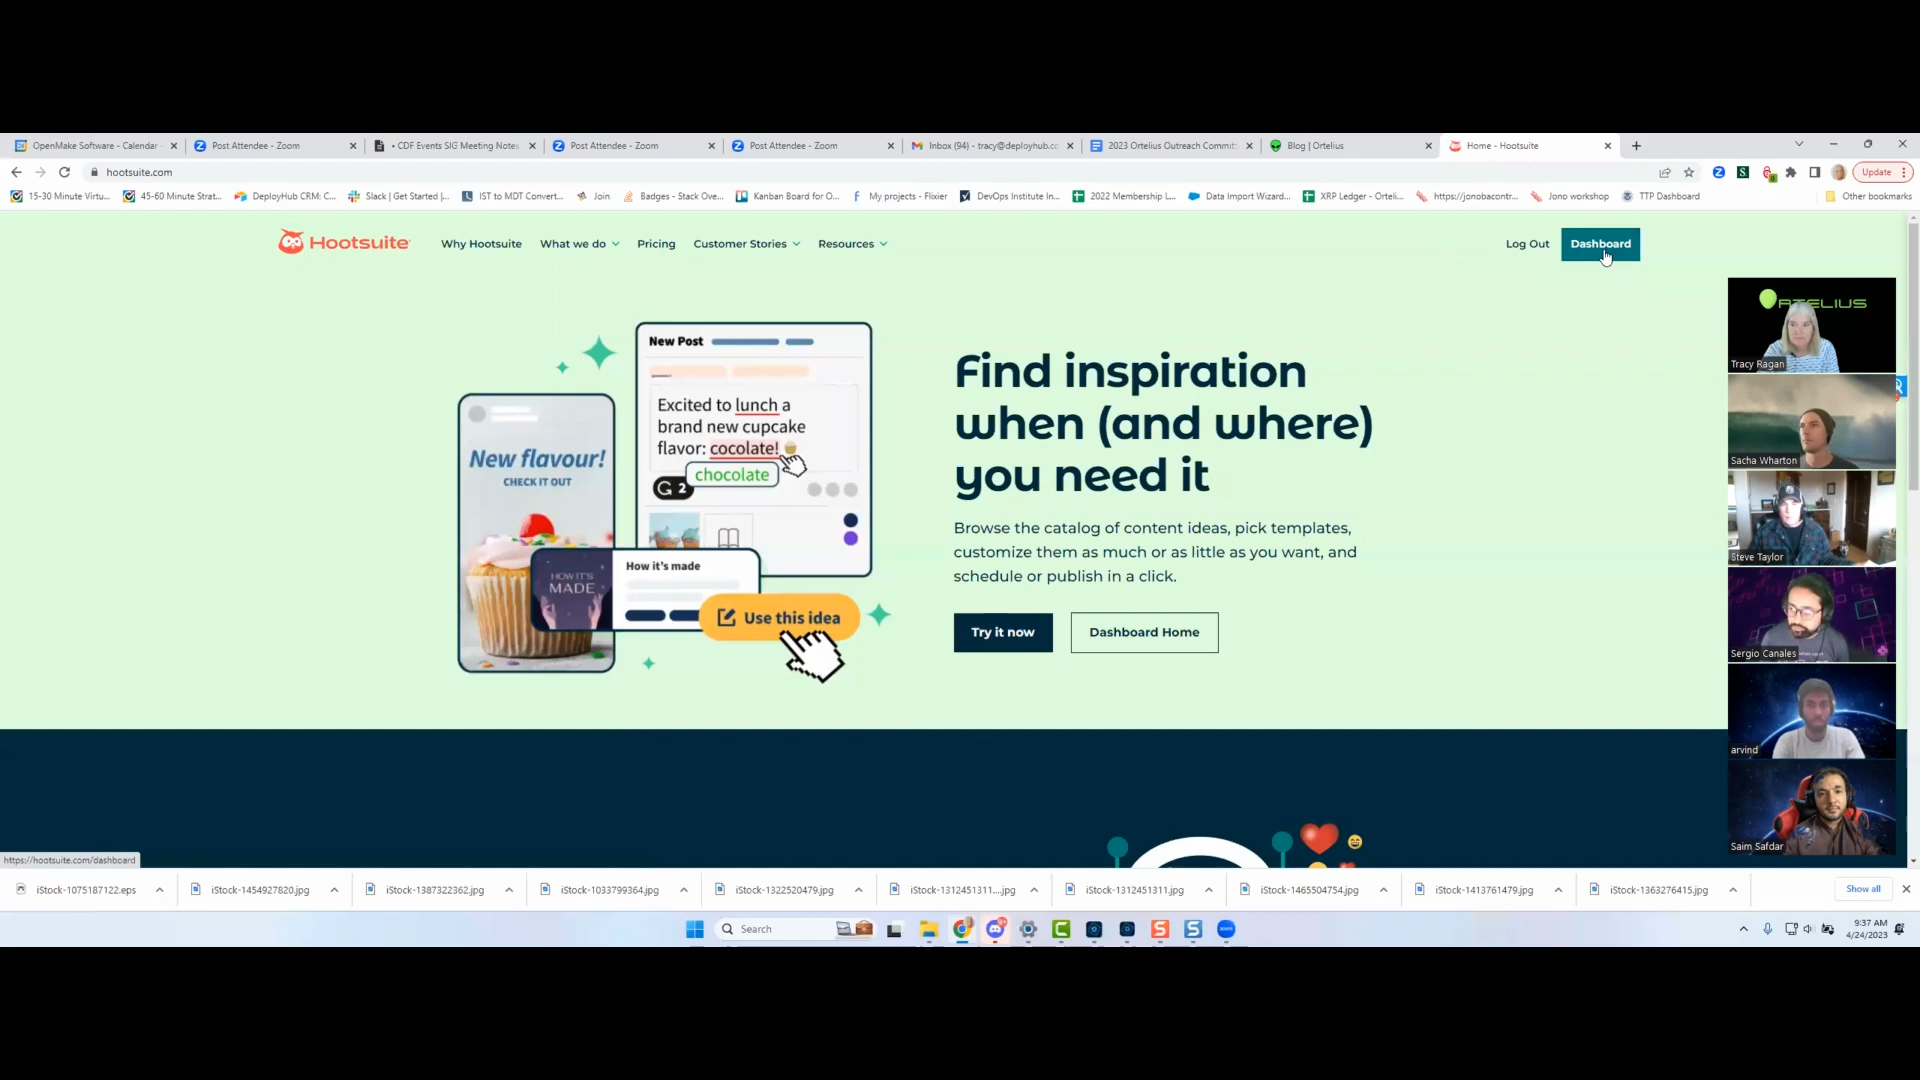 OpenMake Software - Calendar
Post Attendee - Zoom
• CDF Events SIG Meeting Notes
Post Attendee - Zoom
Post Attendee - Zoom
Inbox (94) - tracy@deployhub.co
2023 Ortelius Outreach Committ
Blog | Ortelius
Home - Hootsuite
hootsuite.com
Update
15-30 Minute Virtu...
45-60 Minute Strat...
DeployHub CRM: C...
Slack | Get Started |...
IST to MDT Convert...
Join
Badges - Stack Ove...
Kanban Board for O...
My projects - Flixier
DevOps Institute In...
2022 Membership L...
Data Import Wizard...
XRP Ledger - Orteli...
https://jonobacontr...
Jono workshop
TTP Dashboard
Other bookmarks
Hootsuite
Why Hootsuite
What we do
Pricing
Customer Stories
Resources
Log Out
Dashboard
New Post
Excited to lunch a
brand new cupcake
flavor: cocolate!
chocolate
G 2
New flavour!
CHECK IT OUT
HOW IT'S
MADE
How it's made
Use this idea
Find inspiration
when (and where)
you need it
Browse the catalog of content ideas, pick templates,
customize them as much or as little as you want, and
schedule or publish in a click.
Try it now
Dashboard Home
ORTELIUS
Tracy Ragan
Sacha Wharton
Steve Taylor
Sergio Canales
arvind
Saim Safdar
https://hootsuite.com/dashboard
iStock-1075187122.eps
iStock-1454927820.jpg
iStock-1387322362.jpg
iStock-1033799364.jpg
iStock-1322520479.jpg
iStock-1312451311....jpg
iStock-1312451311.jpg
iStock-1465504754.jpg
iStock-1413761479.jpg
iStock-1363276415.jpg
Show all
Search
9:37 AM
4/24/2023